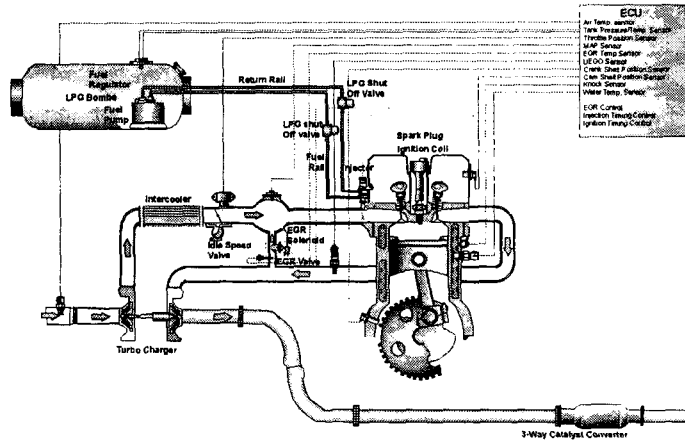 ECU
Air Temp. sensor
Tank Pressure/Temp. Sensor
Throttle Position Sensor
MAP Sensor
EGR Temp Sensor
UEGO Sensor
Crank Shaft Position Sensor
Cam Shaft Position Sensor
Knock Sensor
Water Temp. Sensor
EGR Control
Injection Timing Control
Ignition Timing Control
Fuel
Regulator
LPG Bombe
Fuel
Pump
Return Rail
LPG Shut
Off Valve
LPG shut
Off valve
Fuel
Rail
Injector
Spark Plug
Ignition Coil
Intercooler
Idle Speed
Valve
EGR
Solenoid
EGR Valve
Turbo Charger
3-Way Catalyst Converter